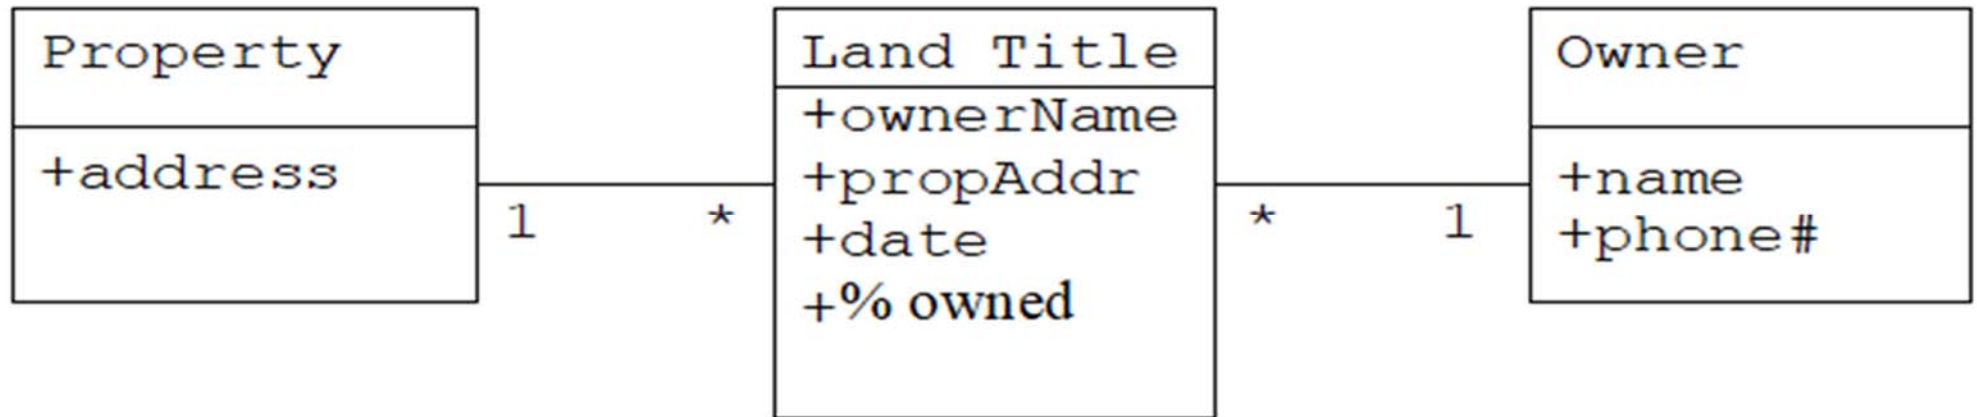 Property
+address
1
*
Land Title
+ownerName
+propAddr
+date
+% owned
*
1
Owner
+name
+phone#